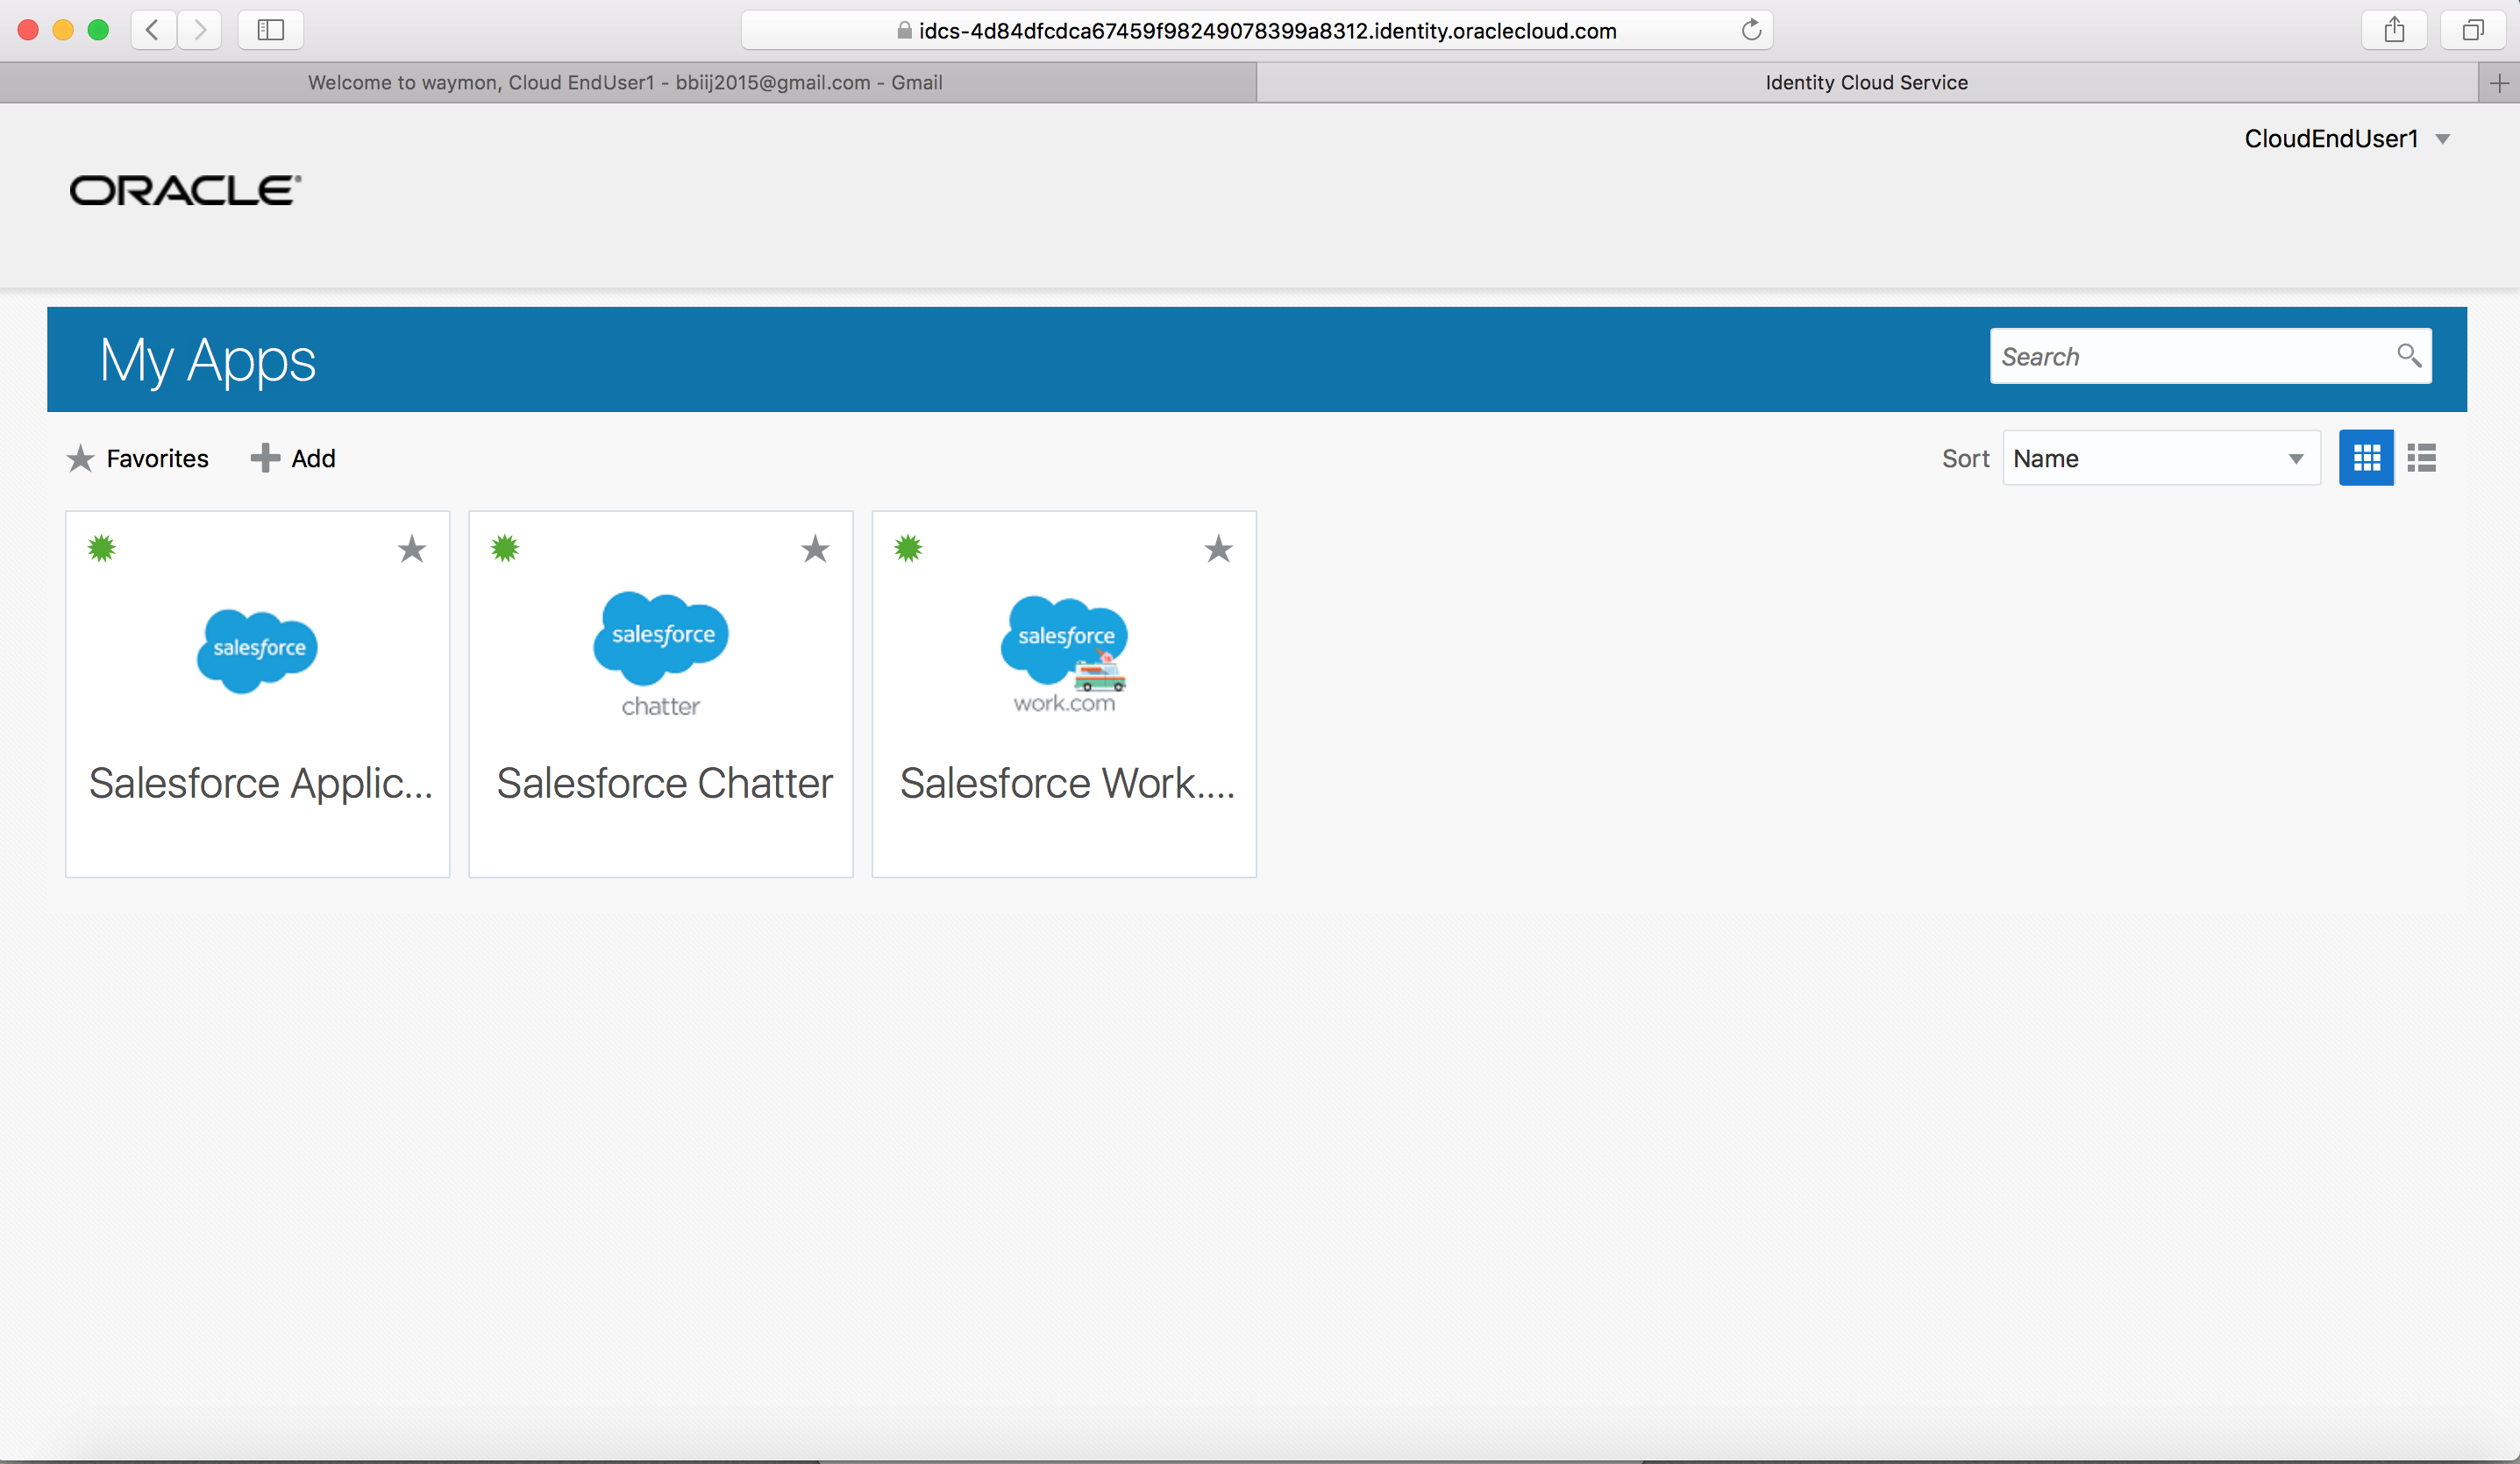 idcs-4d84dfcdca67459f98249078399a8312.identity.oraclecloud.com
Welcome to waymon, Cloud EndUser1 - bbiij2015@gmail.com - Gmail
Identity Cloud Service
CloudEndUser1
ORACLE®
My Apps
Search
Favorites
Add
Sort
Name
salesforce
Salesforce Applic...
salesforce
chatter
Salesforce Chatter
salesforce
work.com
Salesforce Work....